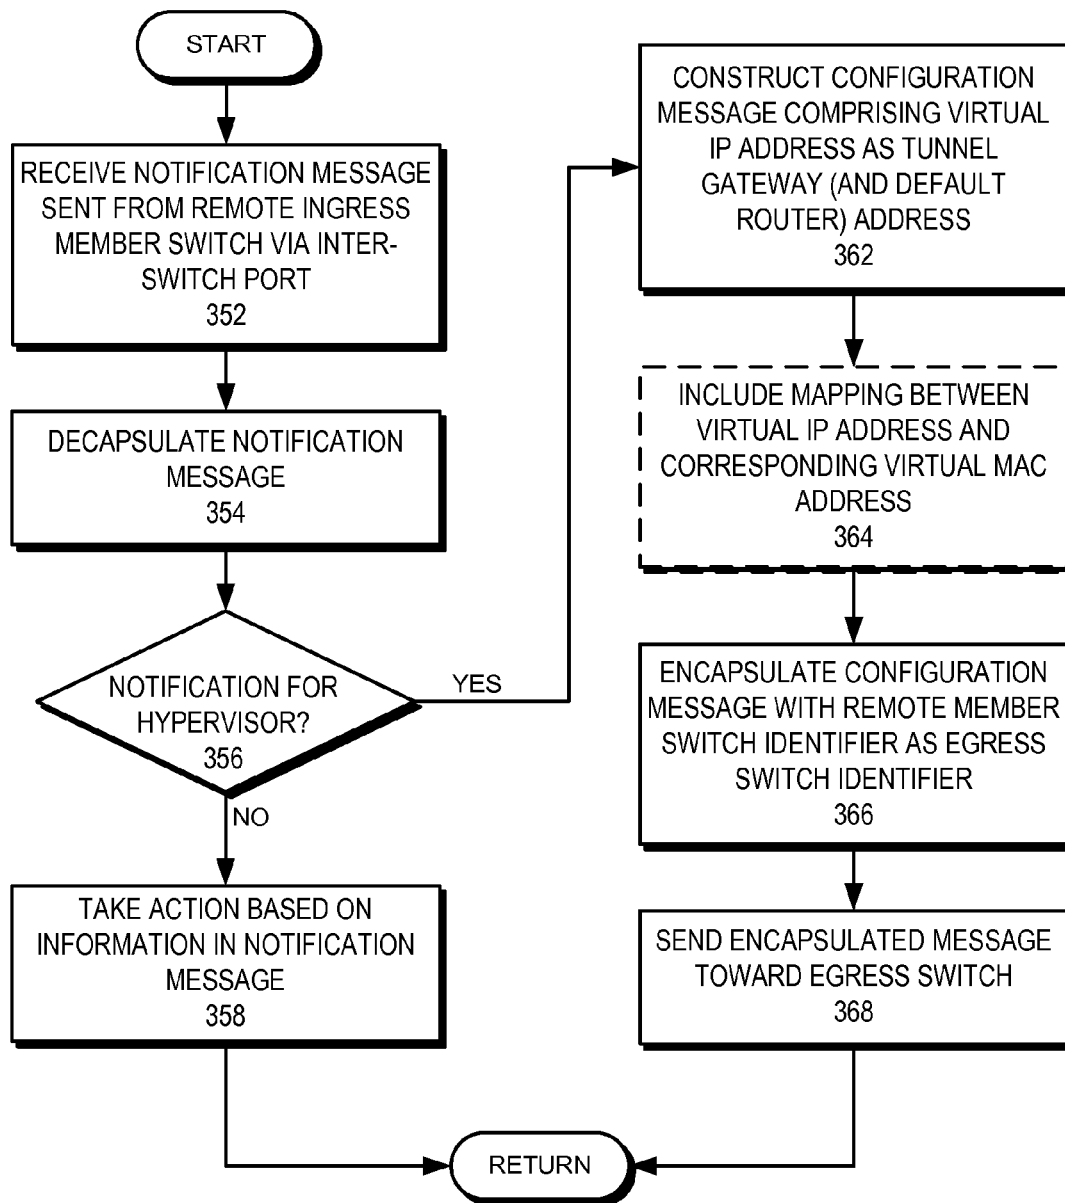 START
RECEIVE NOTIFICATION MESSAGE
SENT FROM REMOTE INGRESS
MEMBER SWITCH VIA INTER-
SWITCH PORT
352
DECAPSULATE NOTIFICATION
MESSAGE
354
NOTIFICATION FOR
HYPERVISOR?
356
YES
NO
TAKE ACTION BASED ON
INFORMATION IN NOTIFICATION
MESSAGE
358
CONSTRUCT CONFIGURATION
MESSAGE COMPRISING VIRTUAL
IP ADDRESS AS TUNNEL
GATEWAY (AND DEFAULT
ROUTER) ADDRESS
362
INCLUDE MAPPING BETWEEN
VIRTUAL IP ADDRESS AND
CORRESPONDING VIRTUAL MAC
ADDRESS
364
ENCAPSULATE CONFIGURATION
MESSAGE WITH REMOTE MEMBER
SWITCH IDENTIFIER AS EGRESS
SWITCH IDENTIFIER
366
SEND ENCAPSULATED MESSAGE
TOWARD EGRESS SWITCH
368
RETURN